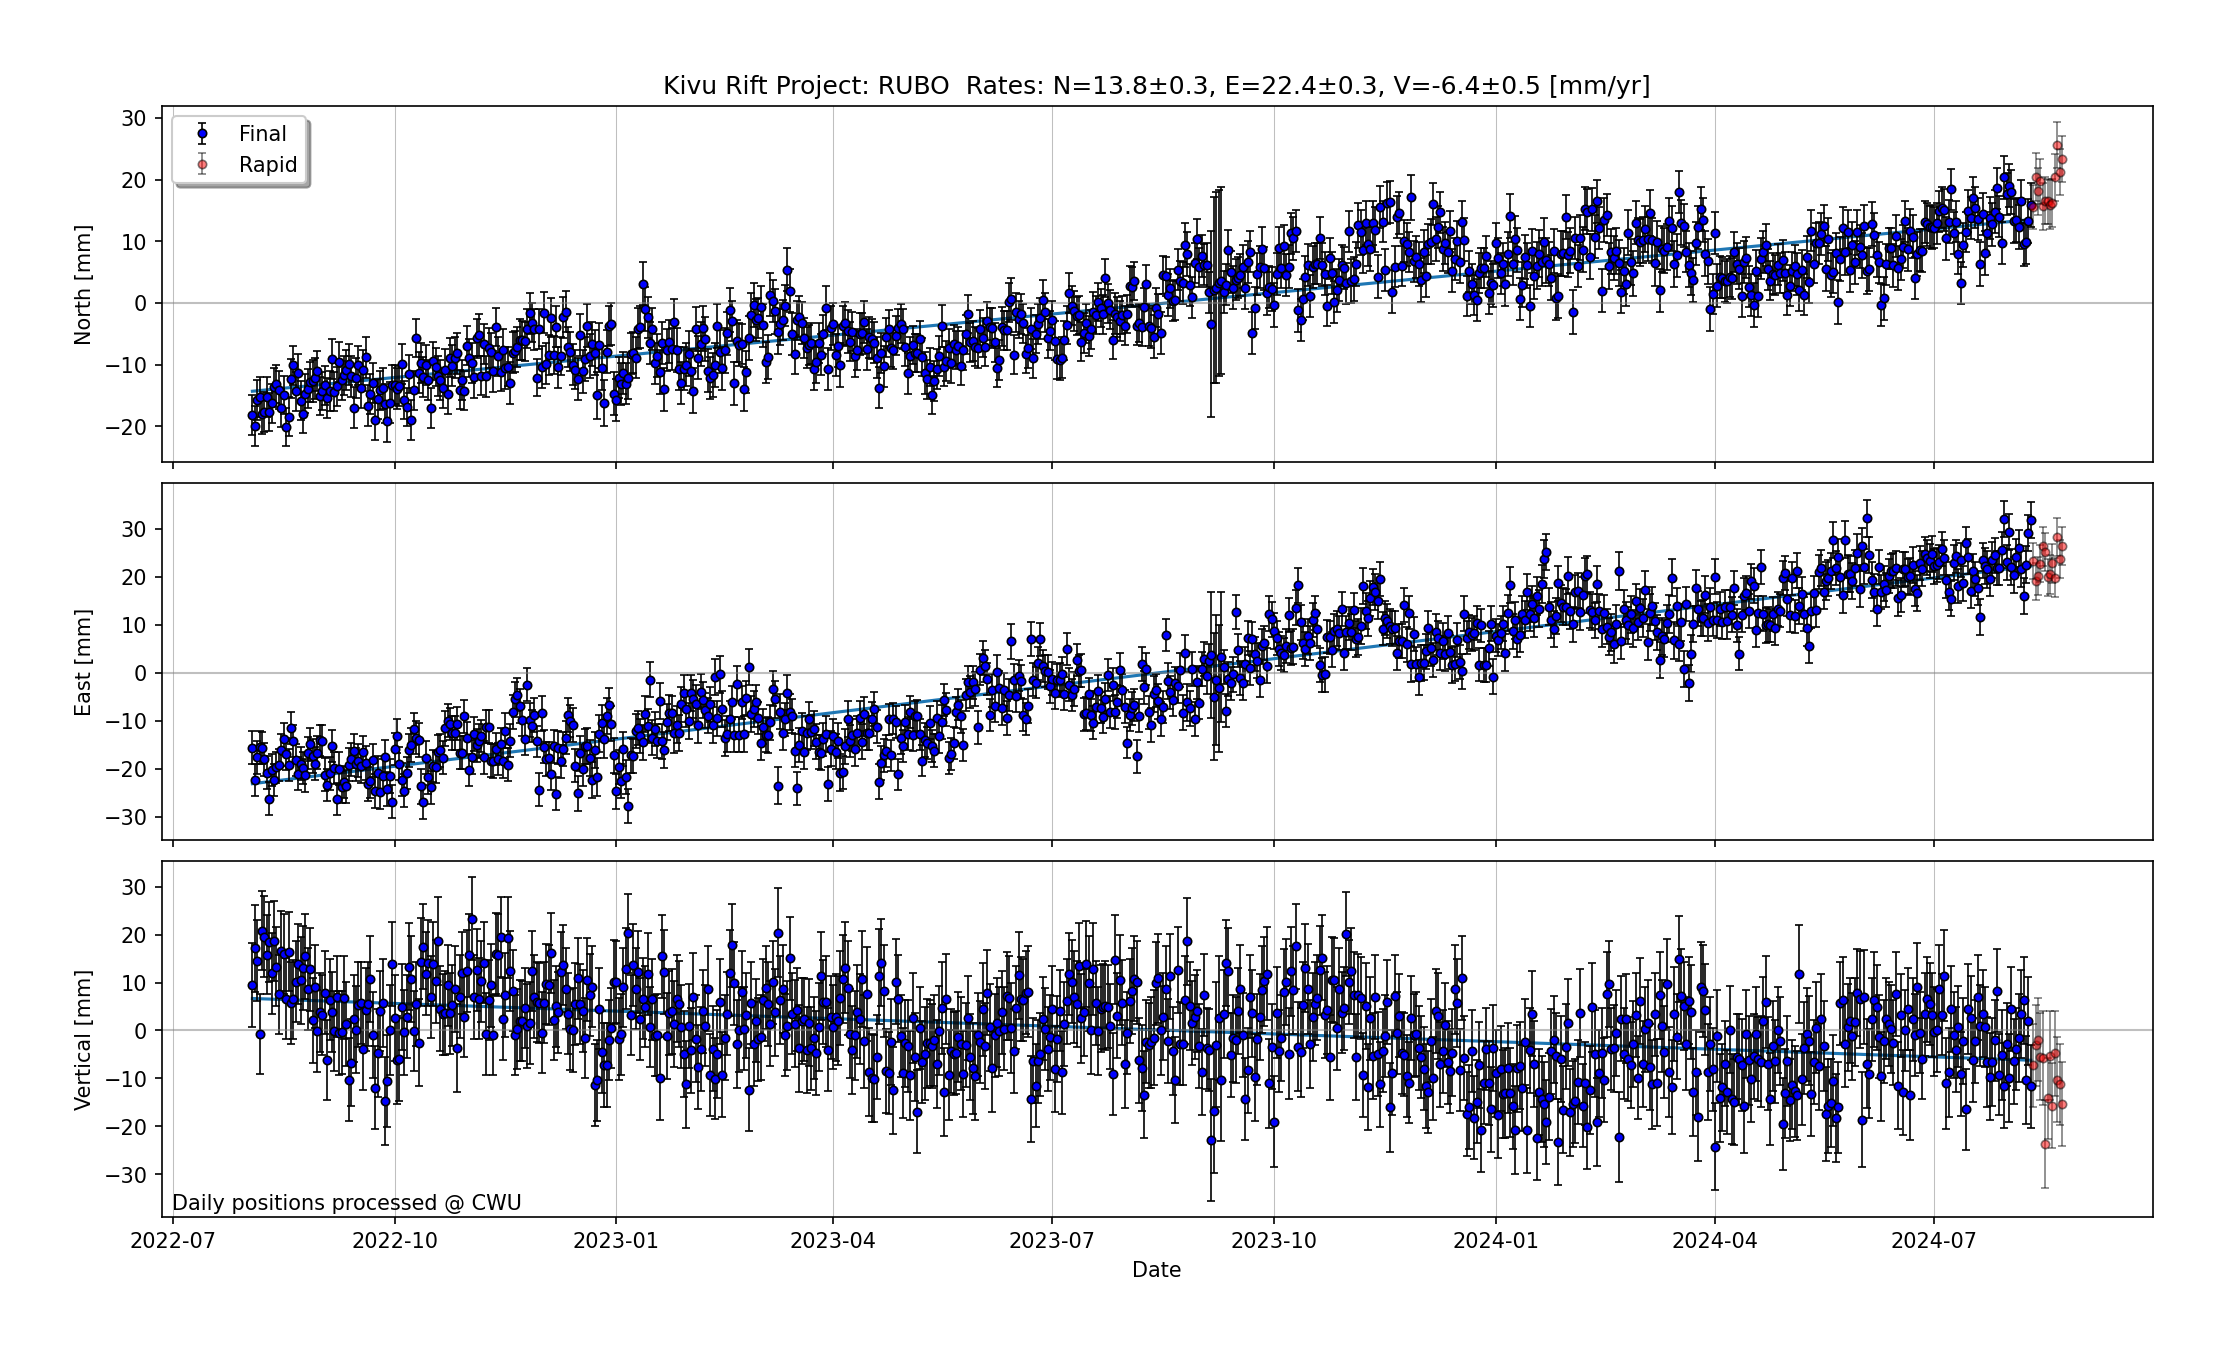 Kivu Rift Project: RUBO  Rates: N=13.8±0.3, E=22.4±0.3, V=-6.4±0.5 [mm/yr]
Final
Rapid
North [mm]
30
20
10
0
−10
−20
East [mm]
30
20
10
0
−10
−20
−30
Vertical [mm]
30
20
10
0
−10
−20
−30
Daily positions processed @ CWU
2022-07 2022-10 2023-01 2023-04 2023-07 2023-10 2024-01 2024-04 2024-07
Date